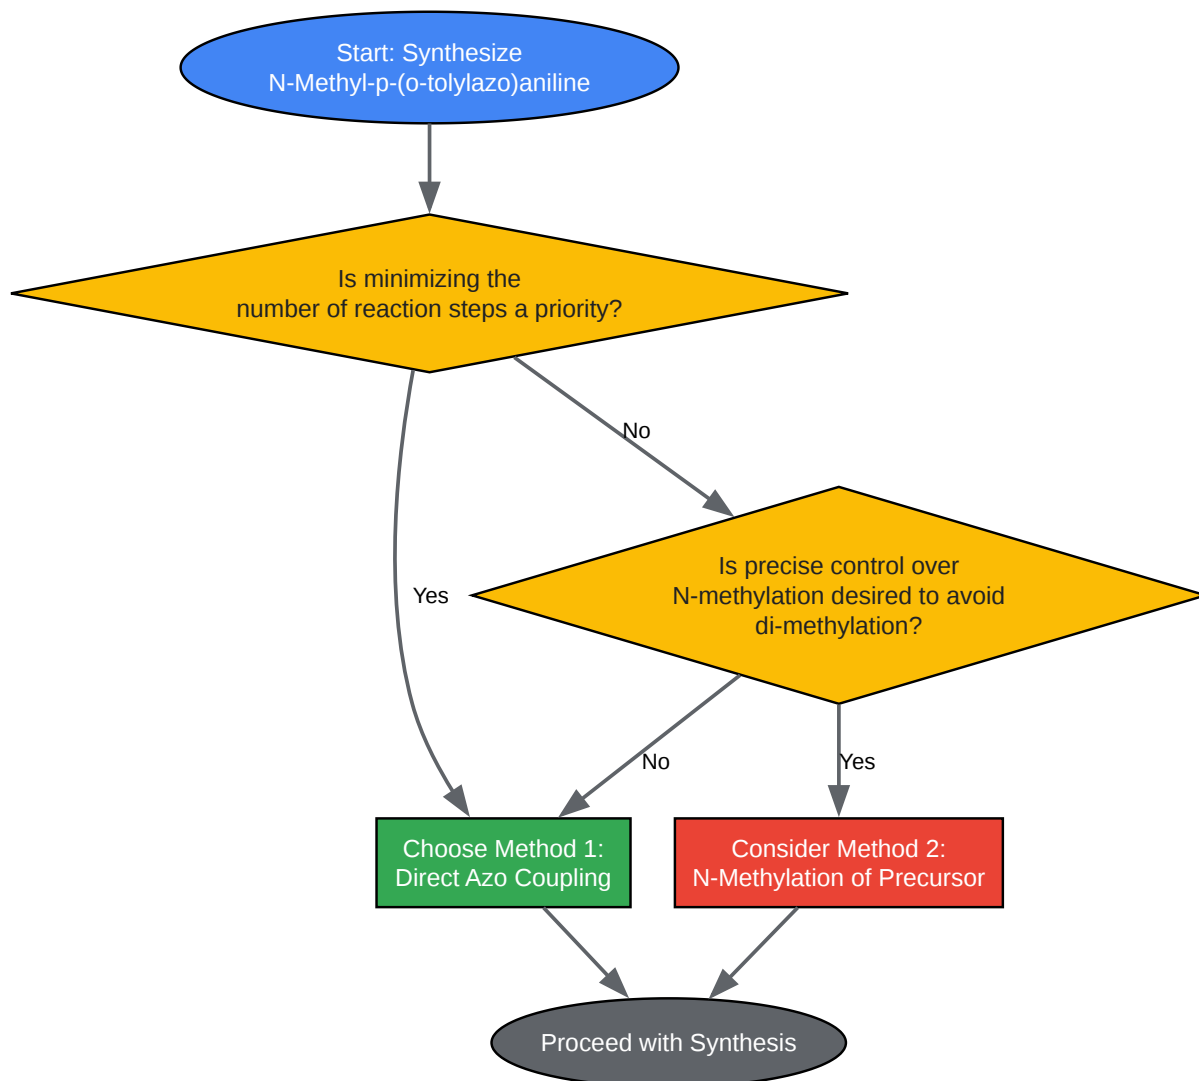 Start: Synthesize
N-Methyl-p-(o-tolylazo)aniline
Is minimizing the
number of reaction steps a priority?
No
Is precise control over
N-methylation desired to avoid
di-methylation?
Yes
No
Yes
Choose Method 1:
Direct Azo Coupling
Consider Method 2:
N-Methylation of Precursor
Proceed with Synthesis